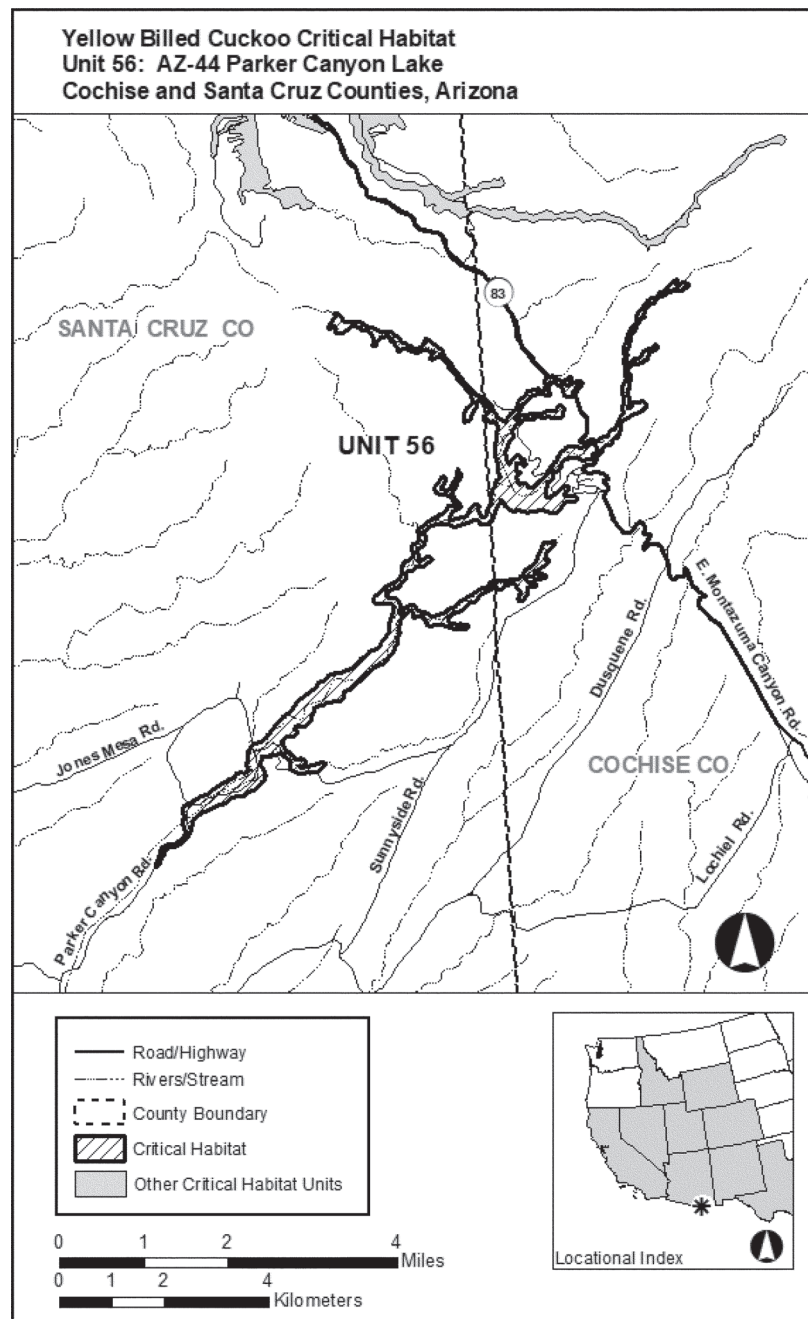 Yellow Billed Cuckoo Critical Habitat
Unit 56: AZ-44 Parker Canyon Lake
Cochise and Santa Cruz Counties, Arizona
83
SANTA CRUZ CO
UNIT 56
E. Montazuma Canyon Rd.
Dusquene Rd.
Jones Mesa Rd.
COCHISE CO
Sunnyside Rd.
Lochiel Rd.
Parker Canyon Rd.
Road/Highway
Rivers/Stream
County Boundary
Critical Habitat
Other Critical Habitat Units
0 1 2 4
Miles
0 1 2 4
Kilometers
Locational Index